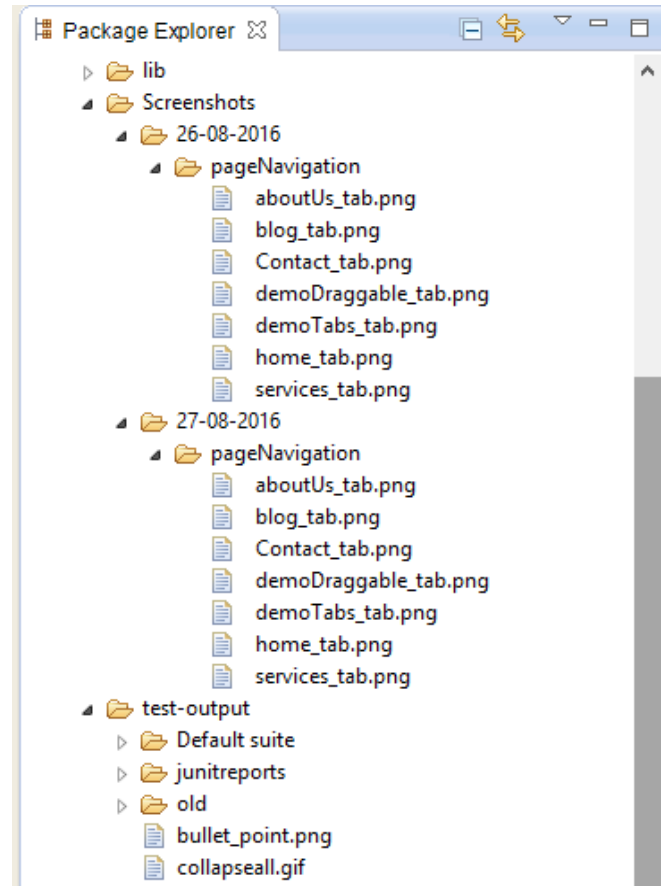 Package Explorer
lib
Screenshots
26-08-2016
pageNavigation
aboutUs_tab.png
blog_tab.png
Contact_tab.png
demoDraggable_tab.png
demoTabs_tab.png
home_tab.png
services_tab.png
27-08-2016
pageNavigation
aboutUs_tab.png
blog_tab.png
Contact_tab.png
demoDraggable_tab.png
demoTabs_tab.png
home_tab.png
services_tab.png
test-output
Default suite
junitreports
old
bullet_point.png
collapseall.gif